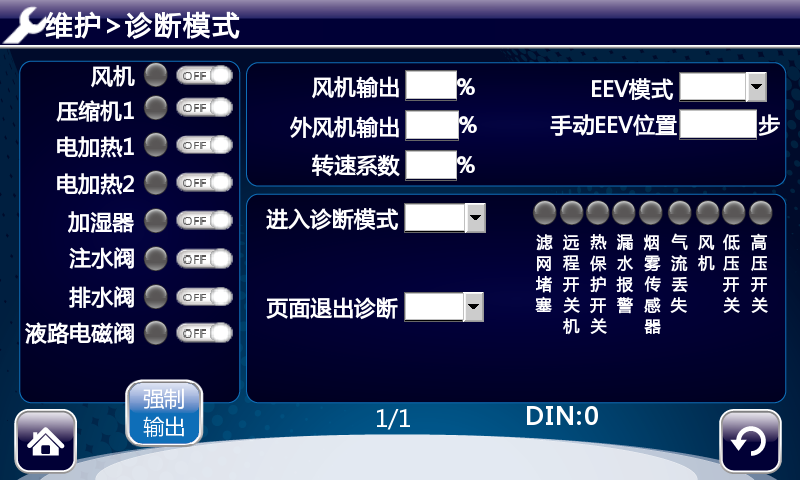 维护>诊断模式
风机 OFF
压缩机1 OFF
电加热1 OFF
电加热2 OFF
加湿器 OFF
注水阀 OFF
排水阀 OFF
液路电磁阀 OFF
风机输出 %
外风机输出 %
转速系数 %
EEV模式
手动EEV位置 步
进入诊断模式
页面退出诊断
滤网堵塞
远程开关机
热保护开关
漏水报警
烟雾传感器
气流丢失
风机
低压开关
高压开关
强制
输出
1/1
DIN:0